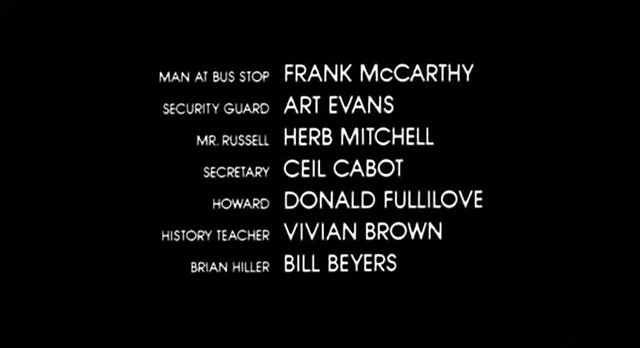 MAN AT BUS STOP FRANK McCARTHY
SECURITY GUARD ART EVANS
MR. RUSSELL HERB MITCHELL
SECRETARY CEIL CABOT
HOWARD DONALD FULLILOVE
HISTORY TEACHER VIVIAN BROWN
BRIAN HILLER BILL BEYERS